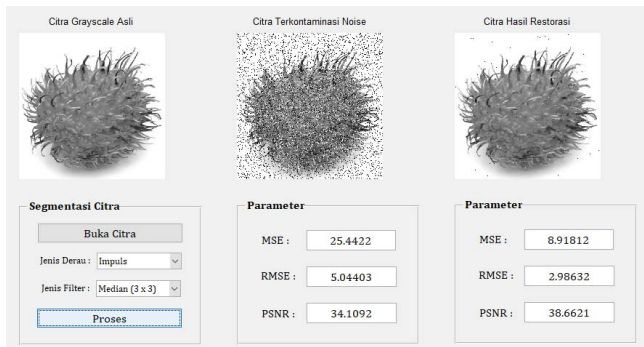 Citra Grayscale Asli
Citra Terkontaminasi Noise
Citra Hasil Restorasi
Segmentasi Citra
Buka Citra
Jenis Derau : Impuls
Jenis Filter : Median (3 x 3)
Proses
Parameter
MSE : 25.4422
RMSE : 5.04403
PSNR : 34.1092
Parameter
MSE : 8.91812
RMSE : 2.98632
PSNR : 38.6621